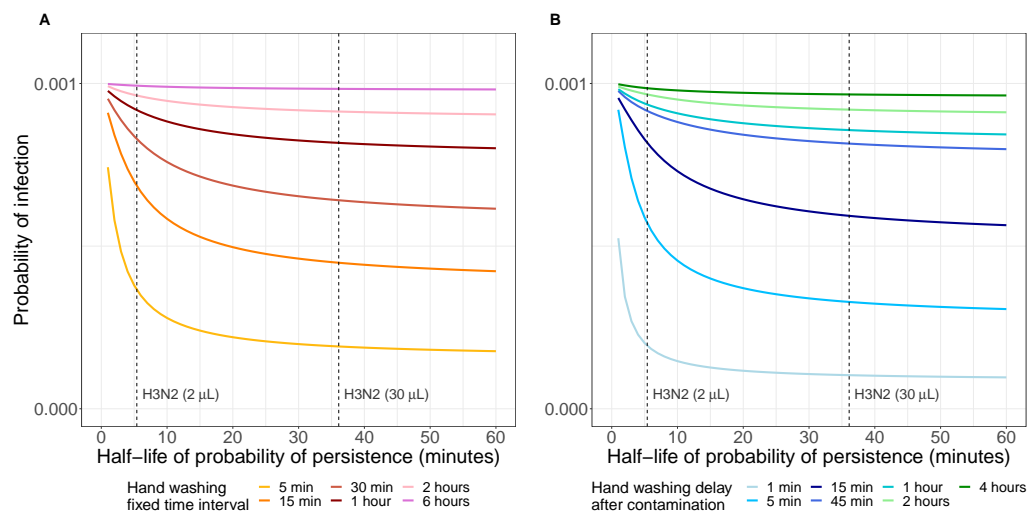 A
Probability of infection
0.001
0.000
H3N2 (2 μL)
H3N2 (30 μL)
0 10 20 30 40 50 60
Half−life of probability of persistence (minutes)
Hand washing
fixed time interval
5 min 30 min 2 hours
15 min 1 hour 6 hours
B
0.001
0.000
H3N2 (2 μL)
H3N2 (30 μL)
0 10 20 30 40 50 60
Half−life of probability of persistence (minutes)
Hand washing delay
after contamination
1 min 15 min 1 hour 4 hours
5 min 45 min 2 hours